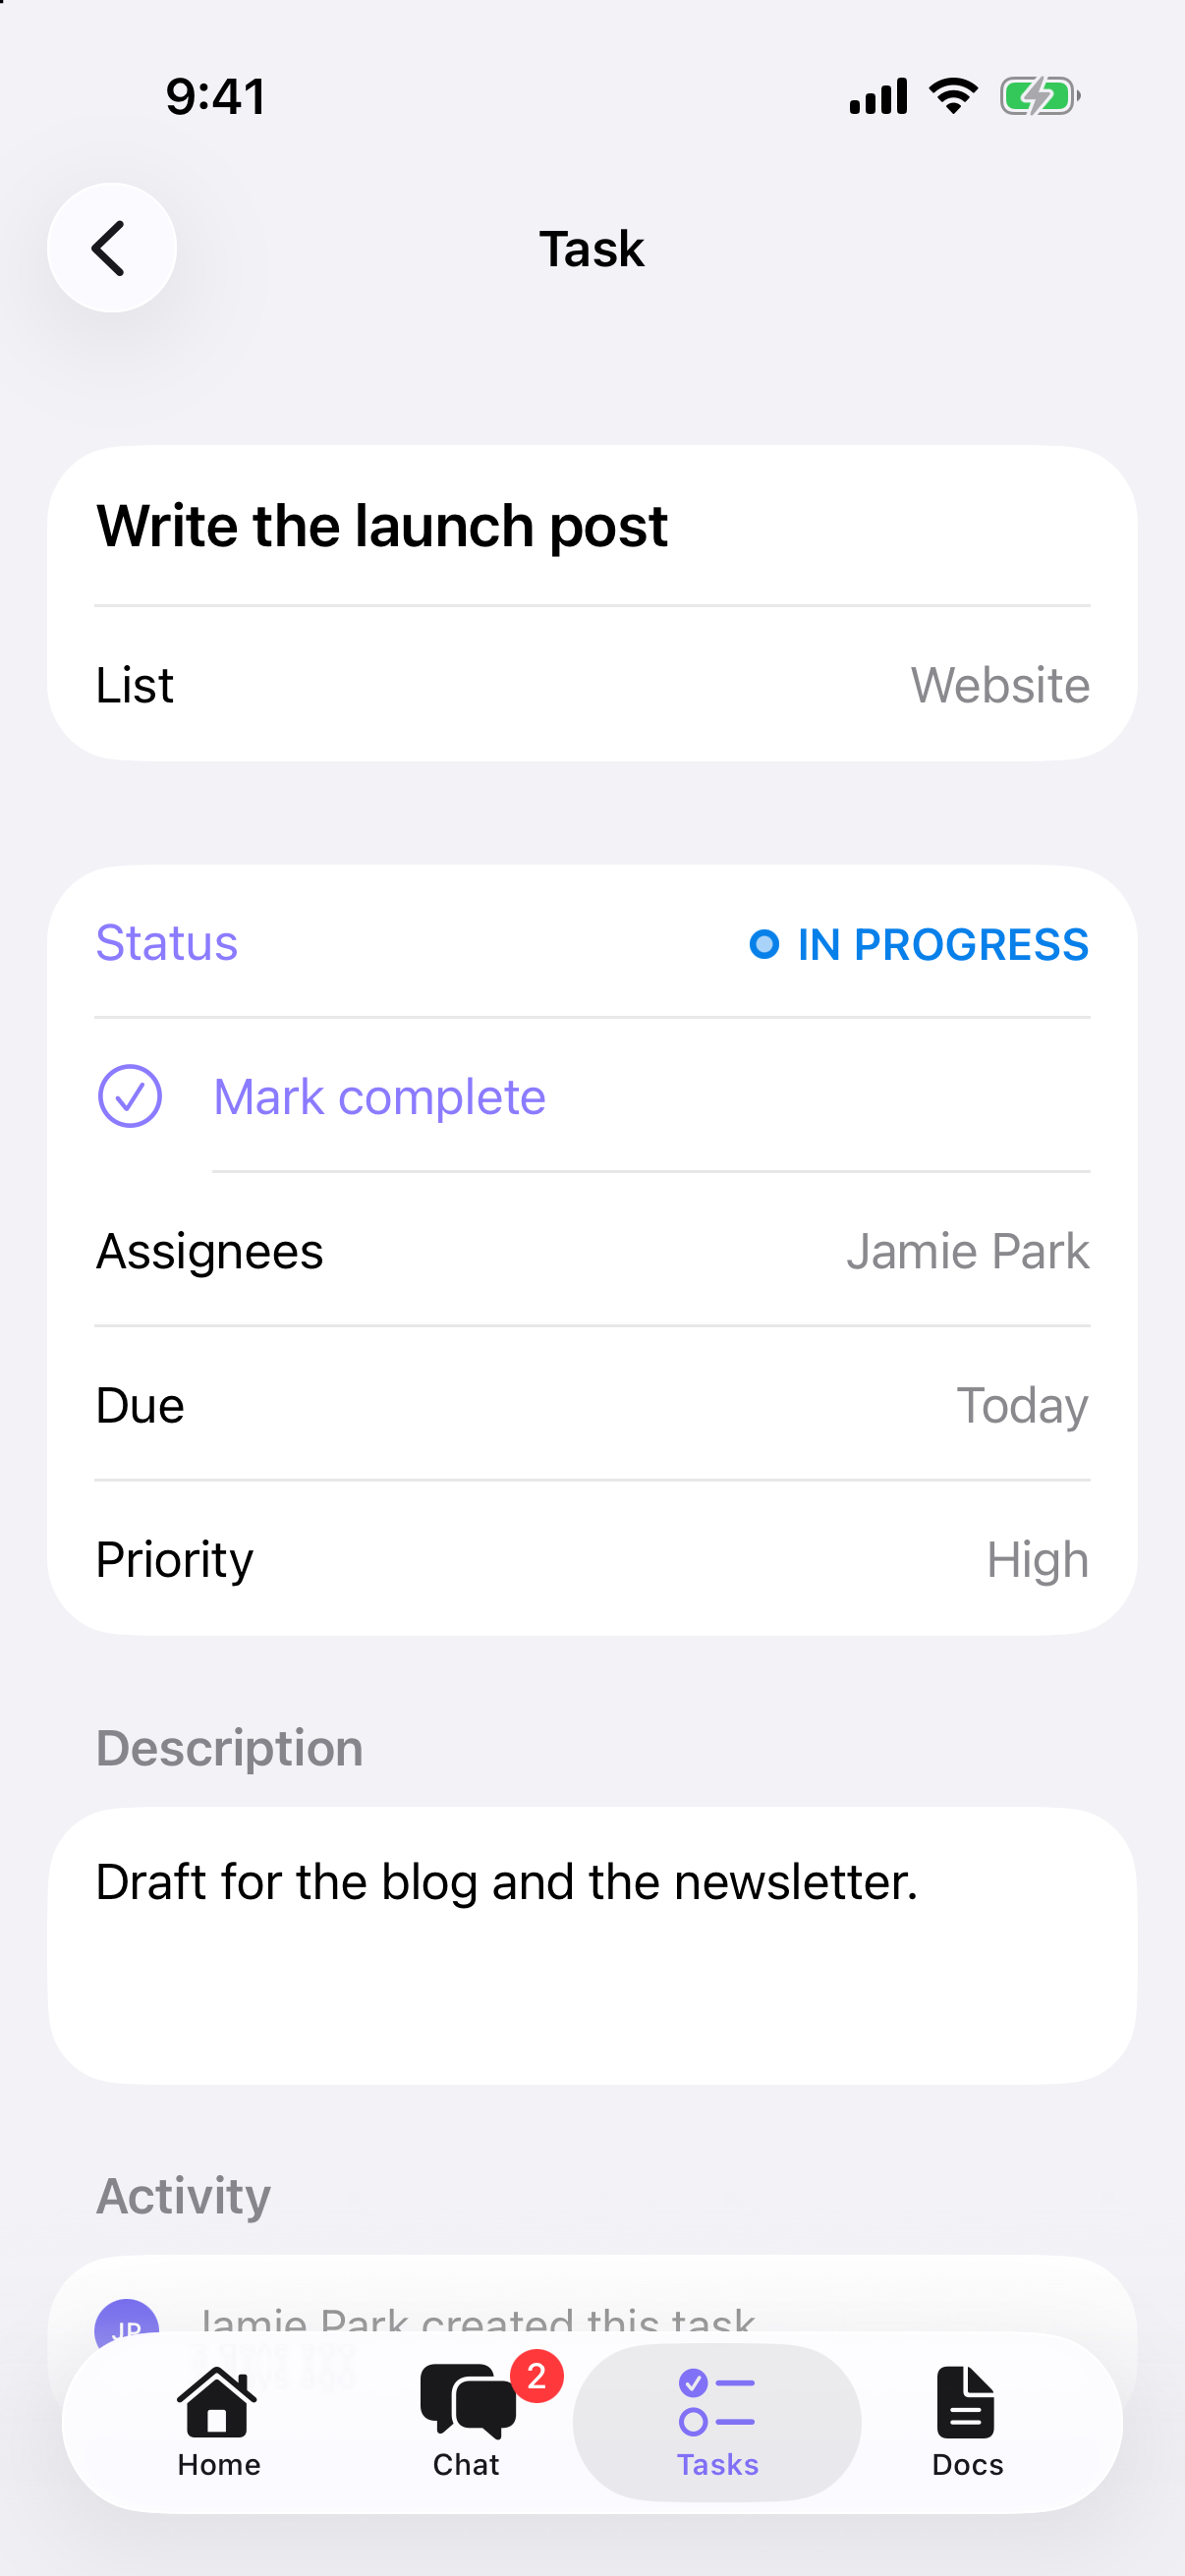 9:41
Task
Write the launch post
List
Website
Status
IN PROGRESS
Mark complete
Assignees
Jamie Park
Due
Today
Priority
High
Description
Draft for the blog and the newsletter.
Activity
JP
Jamie Park created this task
2
Home
Chat
Tasks
Docs